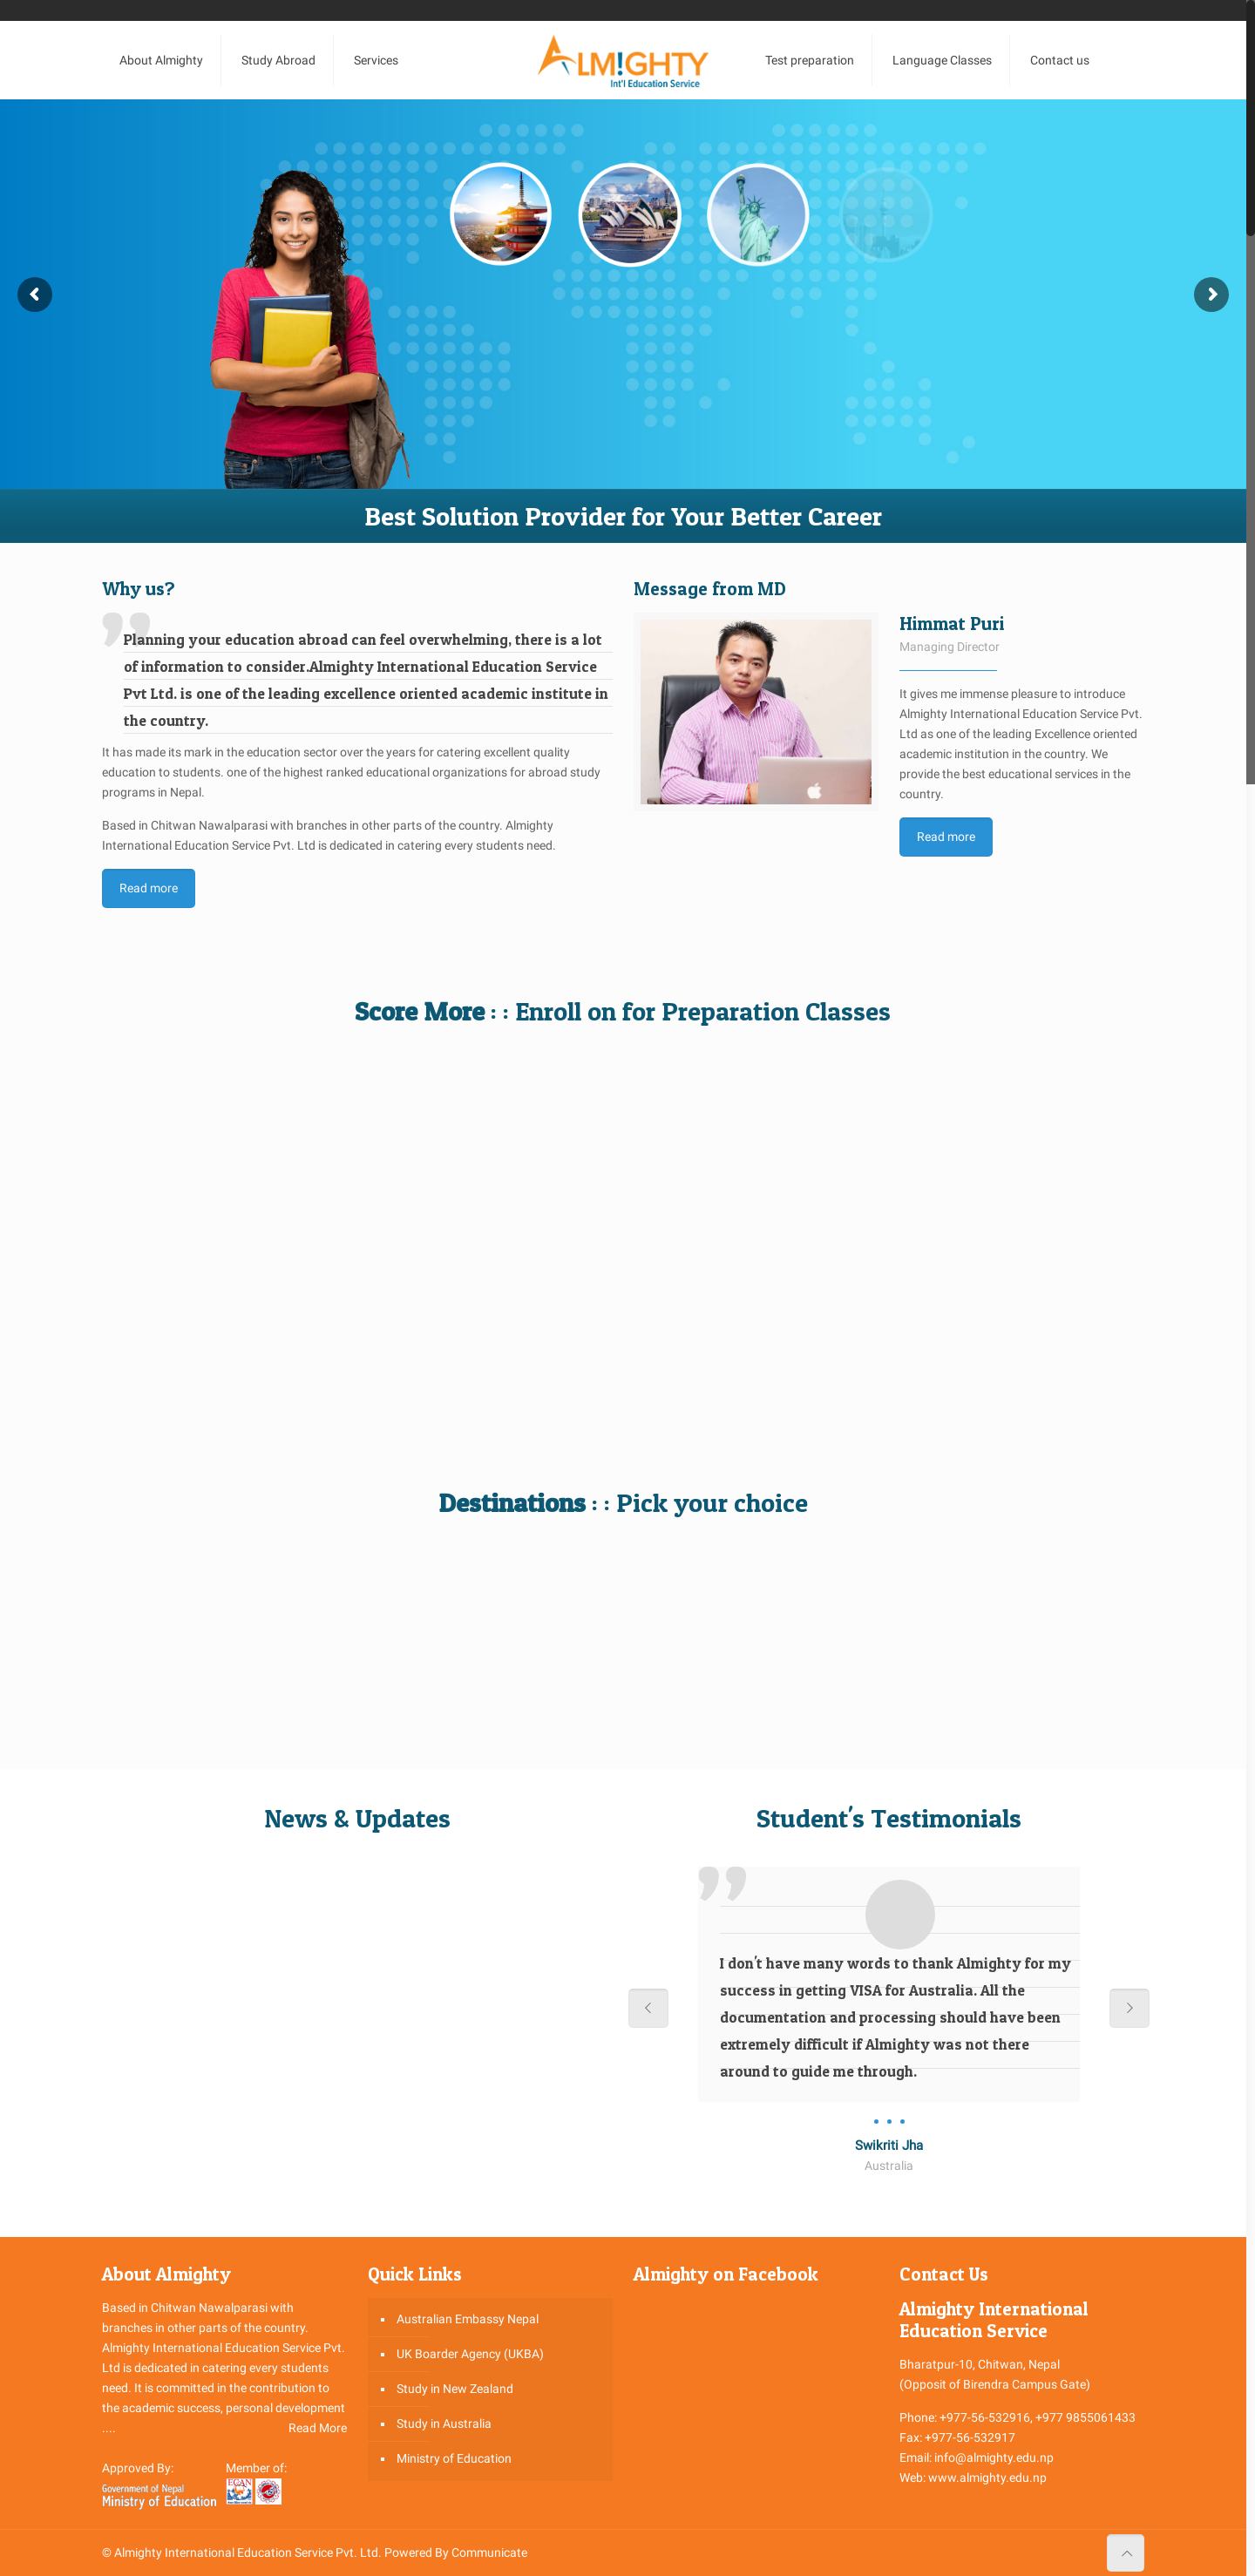 About Almighty
Study Abroad
Services
ALM!GHTY
Int'l Education Service
Test preparation
Language Classes
Contact us
Best Solution Provider for Your Better Career
Why us?
Planning your education abroad can feel overwhelming, there is a lot
of information to consider.Almighty International Education Service
Pvt Ltd. is one of the leading excellence oriented academic institute in
the country.
It has made its mark in the education sector over the years for catering excellent quality
education to students. one of the highest ranked educational organizations for abroad study
programs in Nepal.
Based in Chitwan Nawalparasi with branches in other parts of the country. Almighty
International Education Service Pvt. Ltd is dedicated in catering every students need.
Read more
Message from MD
Himmat Puri
Managing Director
It gives me immense pleasure to introduce
Almighty International Education Service Pvt.
Ltd as one of the leading Excellence oriented
academic institution in the country. We
provide the best educational services in the
country.
Read more
Score More : : Enroll on for Preparation Classes
Destinations : : Pick your choice
News & Updates
Student's Testimonials
I don't have many words to thank Almighty for my
success in getting VISA for Australia. All the
documentation and processing should have been
extremely difficult if Almighty was not there
around to guide me through.
Swikriti Jha
Australia
About Almighty
Based in Chitwan Nawalparasi with
branches in other parts of the country.
Almighty International Education Service Pvt.
Ltd is dedicated in catering every students
need. It is committed in the contribution to
the academic success, personal development
.... Read More
Approved By:
Government of Nepal
Ministry of Education
Member of:
ECAN
Quick Links
Australian Embassy Nepal
UK Boarder Agency (UKBA)
Study in New Zealand
Study in Australia
Ministry of Education
Almighty on Facebook
Contact Us
Almighty International
Education Service
Bharatpur-10, Chitwan, Nepal
(Opposit of Birendra Campus Gate)
Phone: +977-56-532916, +977 9855061433
Fax: +977-56-532917
Email: info@almighty.edu.np
Web: www.almighty.edu.np
© Almighty International Education Service Pvt. Ltd. Powered By Communicate